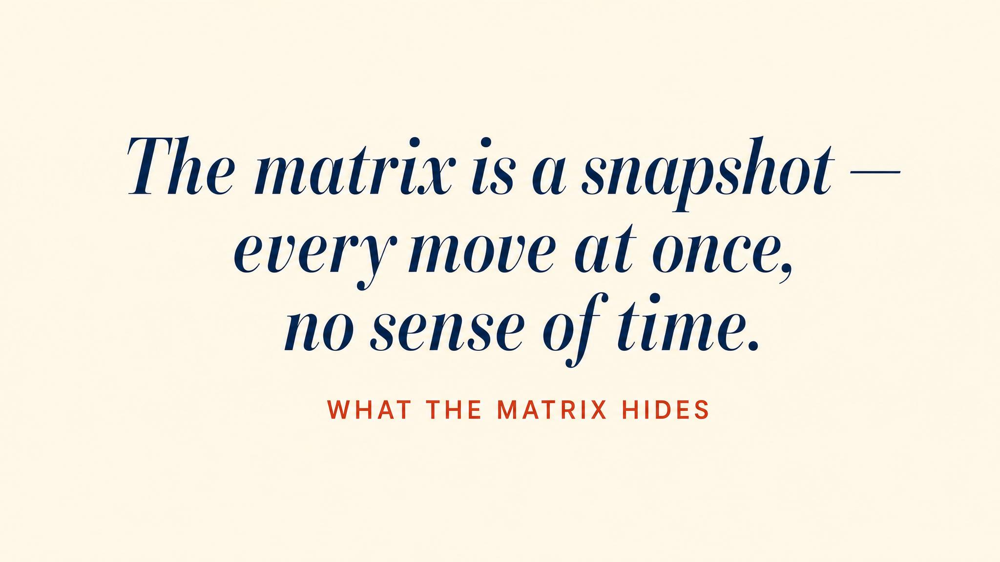 The matrix is a snapshot —
every move at once,
no sense of time.
WHAT THE MATRIX HIDES